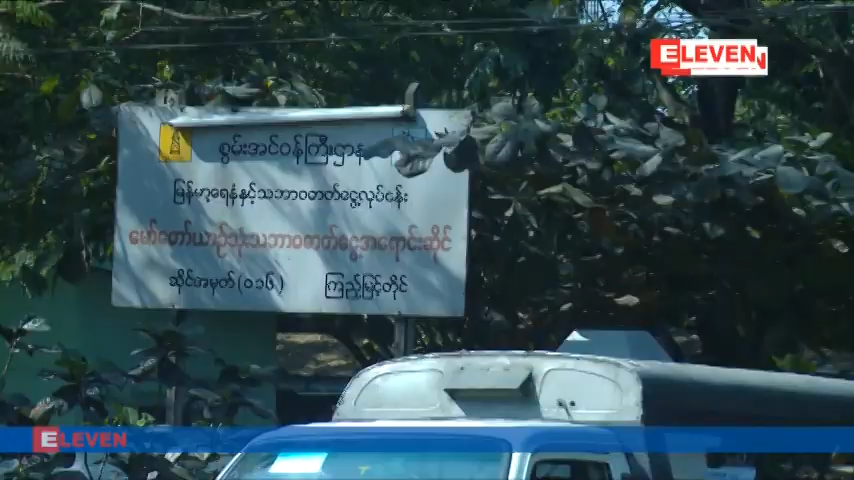 ELEVEN
စွမ်းအင်ဝန်ကြီးဌာန
မြန်မာ့ရေနံနှင့်သဘာဝဓာတ်ငွေ့လုပ်ငန်း
မော်တော်ယာဉ်သုံးသဘာဝဓာတ်ငွေ့အရောင်းဆိုင်
ဆိုင်အမှတ်(၀၁၆) ကြည့်မြင့်တိုင်
ELEVEN